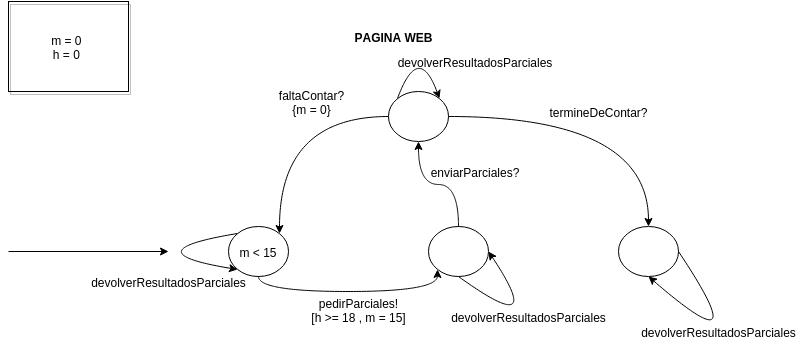 m = 0
h = 0
PAGINA WEB
devolverResultadosParciales
faltaContar?
{m = 0}
termineDeContar?
enviarParciales?
m < 15
devolverResultadosParciales
pedirParciales!
[h >= 18 , m = 15]
devolverResultadosParciales
devolverResultadosParciales